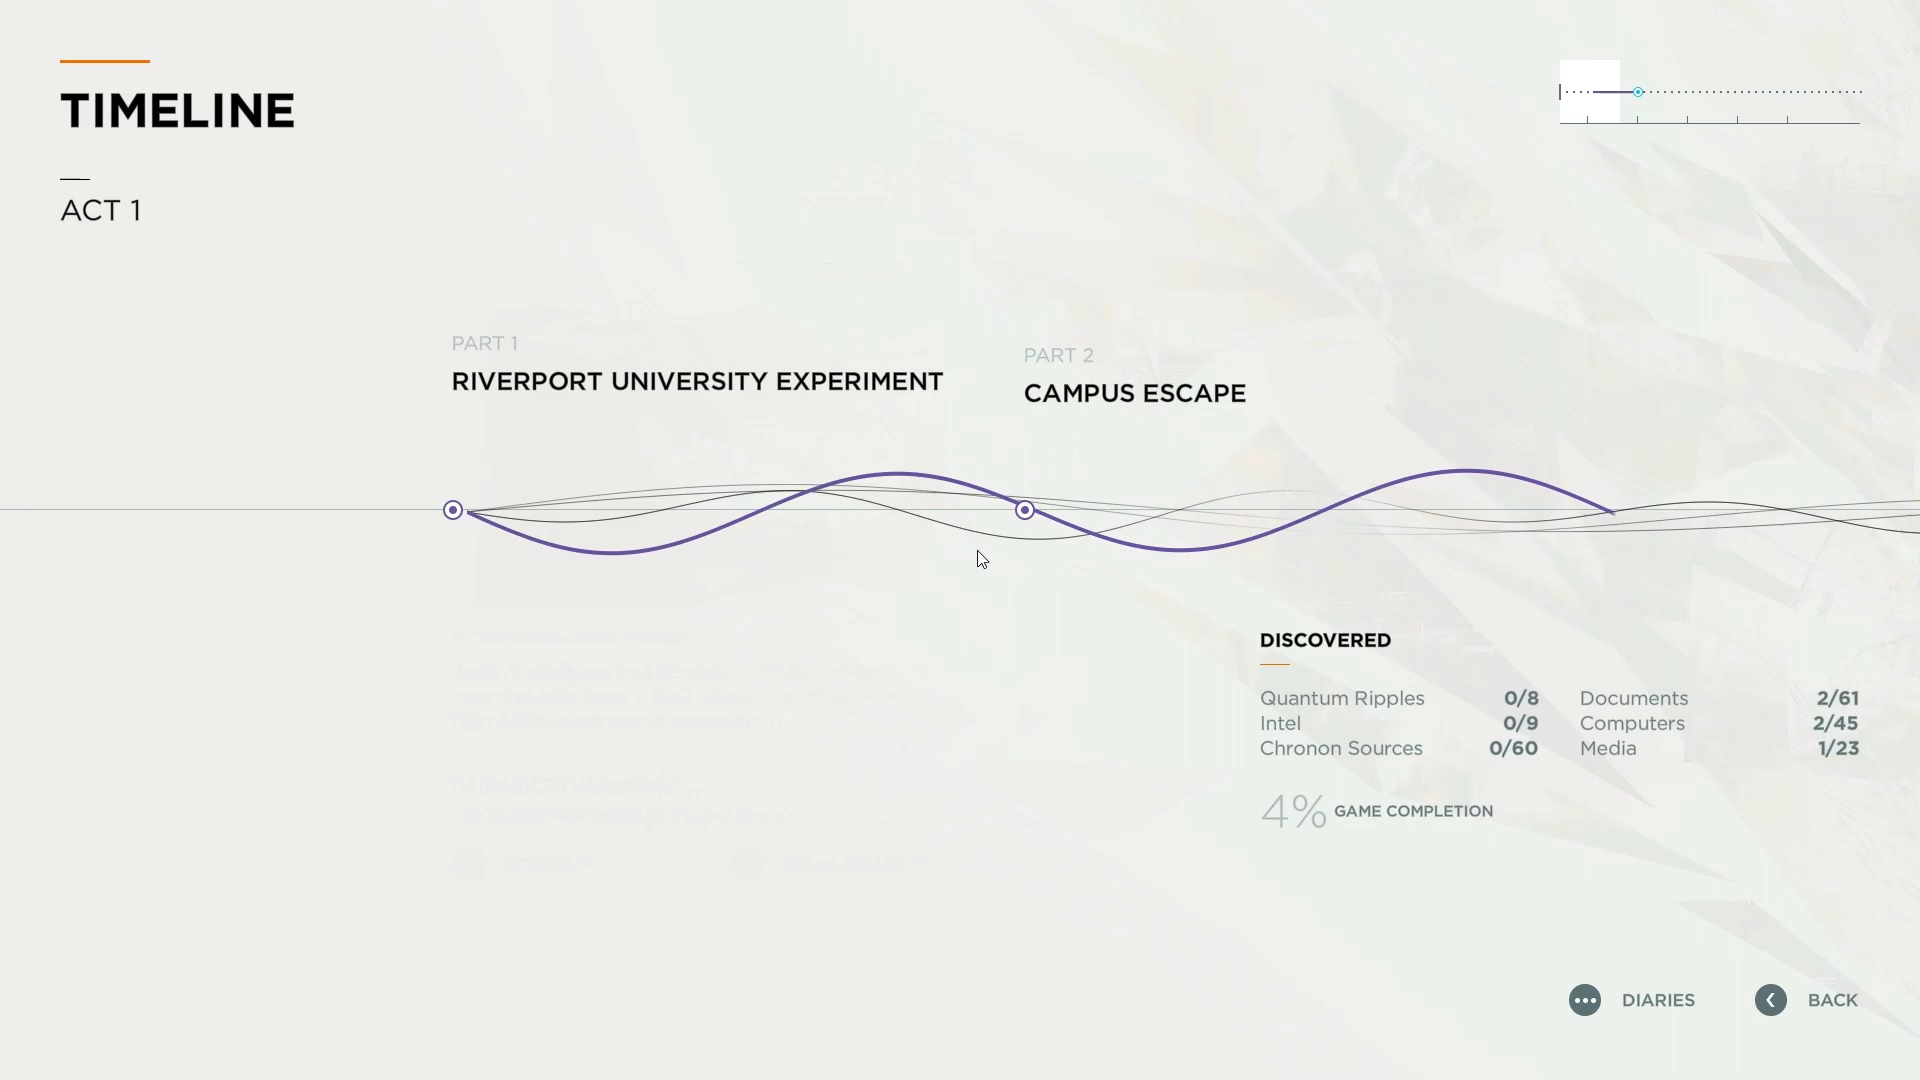 TIMELINE
ACT 1
PART 1
RIVERPORT UNIVERSITY EXPERIMENT
PART 2
CAMPUS ESCAPE
DISCOVERED
Quantum Ripples 0/8 Documents 2/61
Intel 0/9 Computers 2/45
Chronon Sources 0/60 Media 1/23
4% GAME COMPLETION
DIARIES BACK